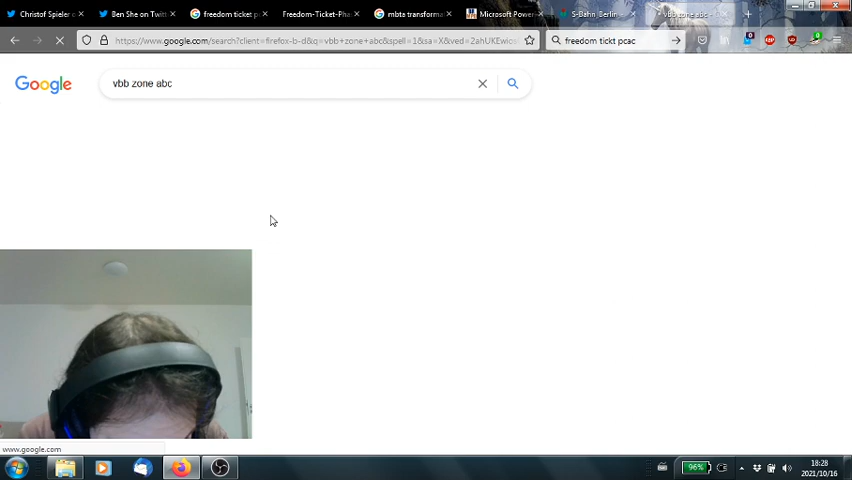 Christof Spieler
Ben She on Twitt
freedom ticket p
Freedom-Ticket-Pha
mbta transforma
Microsoft Power
S-Bahn Berlin –
vbb zone abc -
https://www.google.com/search?client=firefox-b-d&q=vbb+zone+abc&spell=1&sa=X&ved=2ahUKEwic
freedom tickt pcac
Google
vbb zone abc
www.google.com
96%
18:28
2021/10/16